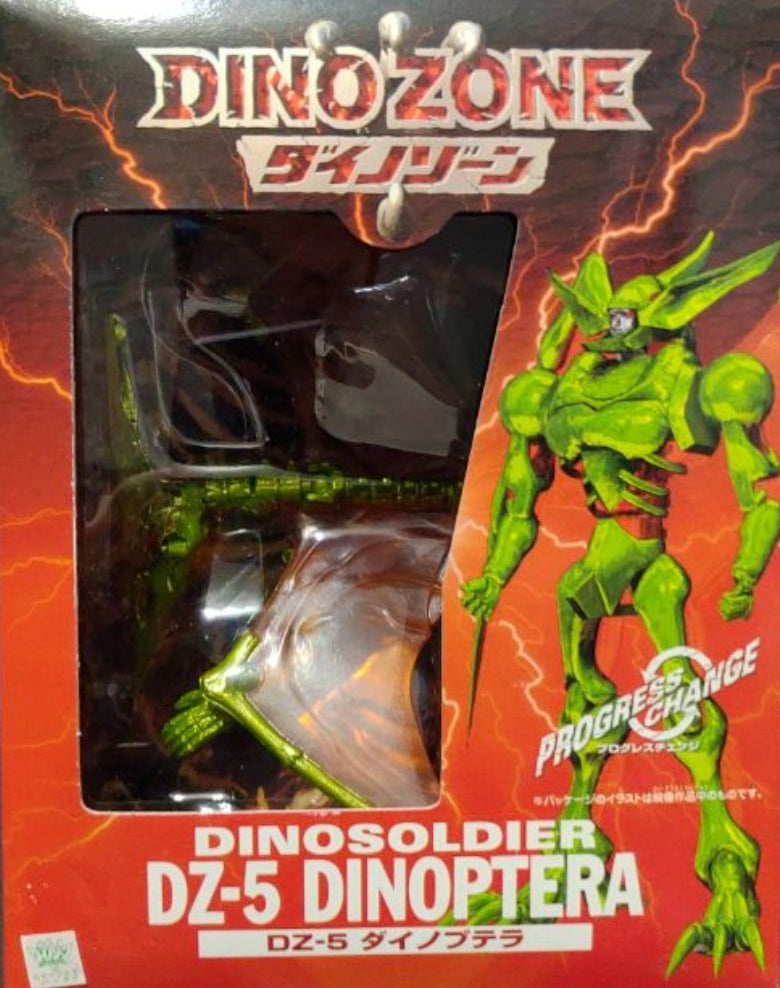 DINOZONE
ダイノゾーン
PROGRESS
CHANGE
プログレスチェンジ
※パッケージのイラストは映像作品中のものです。
DINOSOLDIER
DZ-5 DINOPTERA
DZ-5 ダイノプテラ